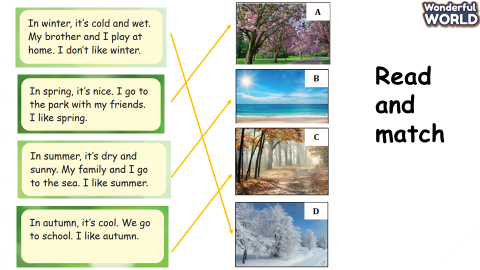 In winter, it's cold and wet.
My brother and I play at
home. I don't like winter.
In spring, it's nice. I go to
the park with my friends.
I like spring.
In summer, it's dry and
sunny. My family and I go
to the sea. I like summer.
In autumn, it's cool. We go
to school. I like autumn.
A
B
C
D
Wonderful
WORLD
Read
and
match